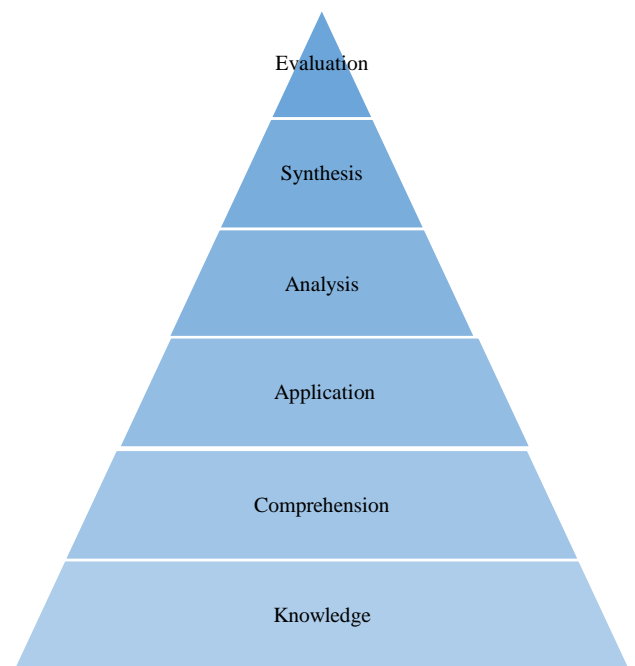 Evaluation
Synthesis
Analysis
Application
Comprehension
Knowledge